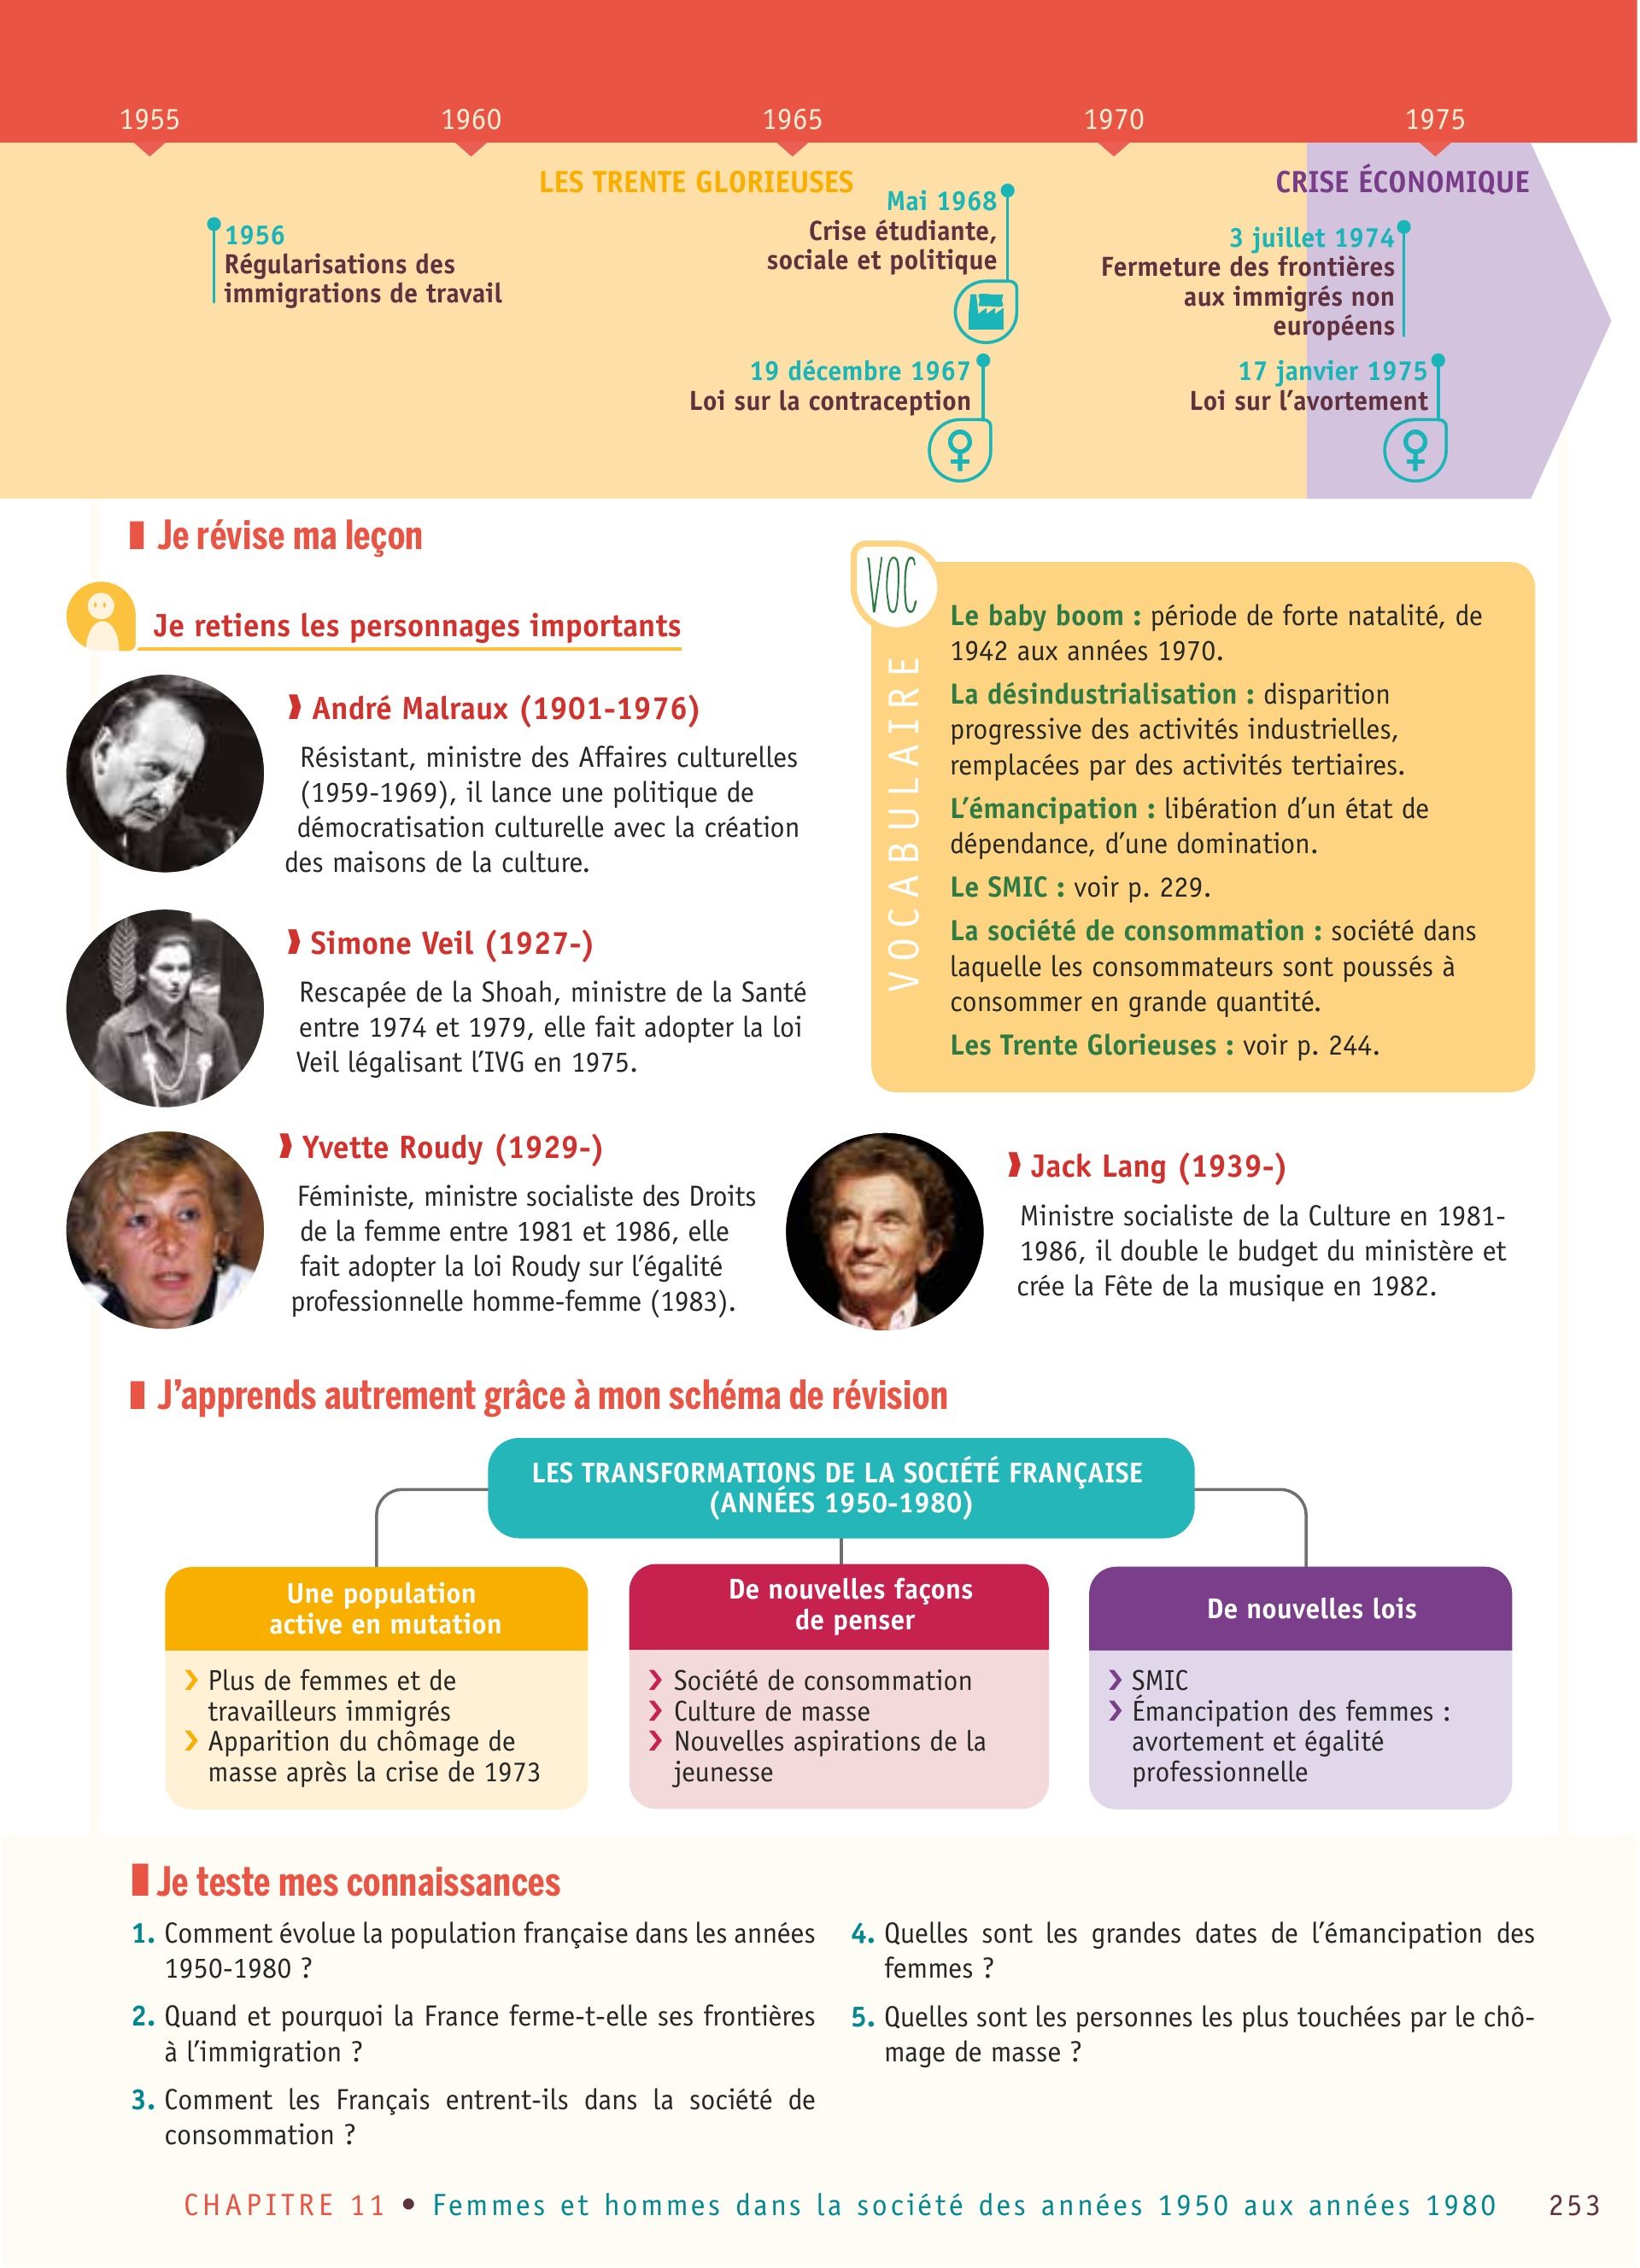 1955
1960
1965
1970
1975
LES TRENTE GLORIEUSES
CRISE ÉCONOMIQUE
1956
Régularisations des
immigrations de travail
Mai 1968
Crise étudiante,
sociale et politique
3 juillet 1974
Fermeture des frontières
aux immigrés non
européens
19 décembre 1967
Loi sur la contraception
17 janvier 1975
Loi sur l'avortement
Je révise ma leçon
Je retiens les personnages importants
André Malraux (1901-1976)
Résistant, ministre des Affaires culturelles
(1959-1969), il lance une politique de
démocratisation culturelle avec la création
des maisons de la culture.
Simone Veil (1927-)
Rescapée de la Shoah, ministre de la Santé
entre 1974 et 1979, elle fait adopter la loi
Veil légalisant l'IVG en 1975.
VOC
VOCABULAIRE
Le baby boom : période de forte natalité, de
1942 aux années 1970.
La désindustrialisation : disparition
progressive des activités industrielles,
remplacées par des activités tertiaires.
L'émancipation : libération d'un état de
dépendance, d'une domination.
Le SMIC : voir p. 229.
La société de consommation : société dans
laquelle les consommateurs sont poussés à
consommer en grande quantité.
Les Trente Glorieuses : voir p. 244.
Yvette Roudy (1929-)
Féministe, ministre socialiste des Droits
de la femme entre 1981 et 1986, elle
fait adopter la loi Roudy sur l'égalité
professionnelle homme-femme (1983).
Jack Lang (1939-)
Ministre socialiste de la Culture en 1981-
1986, il double le budget du ministère et
crée la Fête de la musique en 1982.
J'apprends autrement grâce à mon schéma de révision
LES TRANSFORMATIONS DE LA SOCIÉTÉ FRANÇAISE
(ANNÉES 1950-1980)
Une population
active en mutation
Plus de femmes et de
travailleurs immigrés
Apparition du chômage de
masse après la crise de 1973
De nouvelles façons
de penser
Société de consommation
Culture de masse
Nouvelles aspirations de la
jeunesse
De nouvelles lois
SMIC
Émancipation des femmes :
avortement et égalité
professionnelle
Je teste mes connaissances
1. Comment évolue la population française dans les années
1950-1980 ?
2. Quand et pourquoi la France ferme-t-elle ses frontières
à l'immigration ?
3. Comment les Français entrent-ils dans la société de
consommation ?
4. Quelles sont les grandes dates de l'émancipation des
femmes ?
5. Quelles sont les personnes les plus touchées par le chô-
mage de masse ?
CHAPITRE 11 • Femmes et hommes dans la société des années 1950 aux années 1980 253